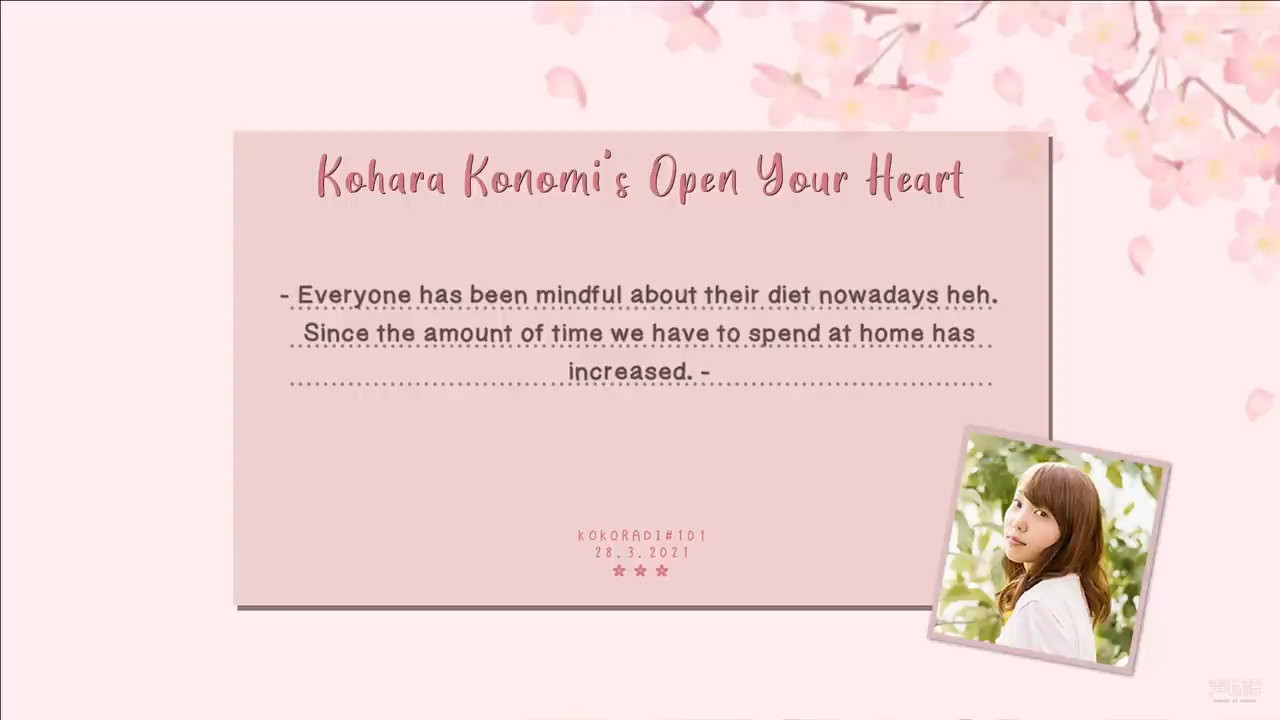 Kohara Konomi's Open Your Heart
- Everyone has been mindful about their diet nowadays heh.
Since the amount of time we have to spend at home has
increased. -
KOKORADI#101
28.3.2021